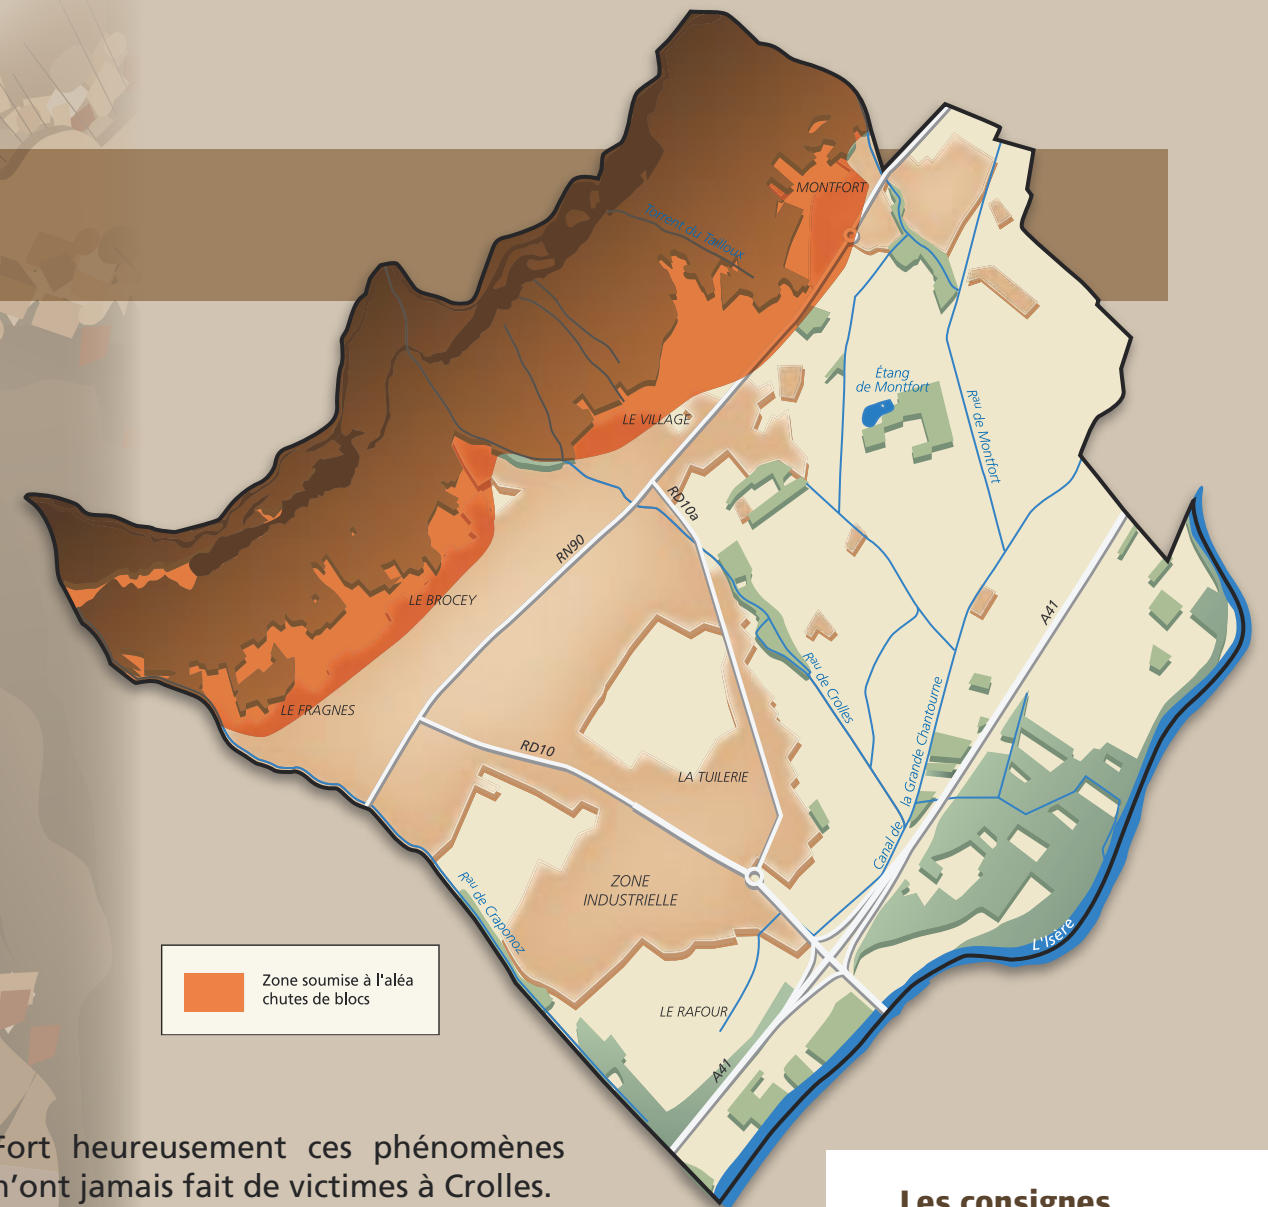 MONTFORT
Torrent du Tailloux
Étang
de Montfort
Rau de Montfort
LE VILLAGE
RD10a
RN90
LE BROCEY
A41
LE FRAGNES
Rau de Crolles
RD10
LA TUILERIE
Canal de la Grande Chantourne
ZONE
INDUSTRIELLE
Rau de Craponoz
L'Isère
Zone soumise à l'aléa
chutes de blocs
LE RAFOUR
A41
Fort heureusement ces phénomènes
n'ont jamais fait de victimes à Crolles.
Les consignes